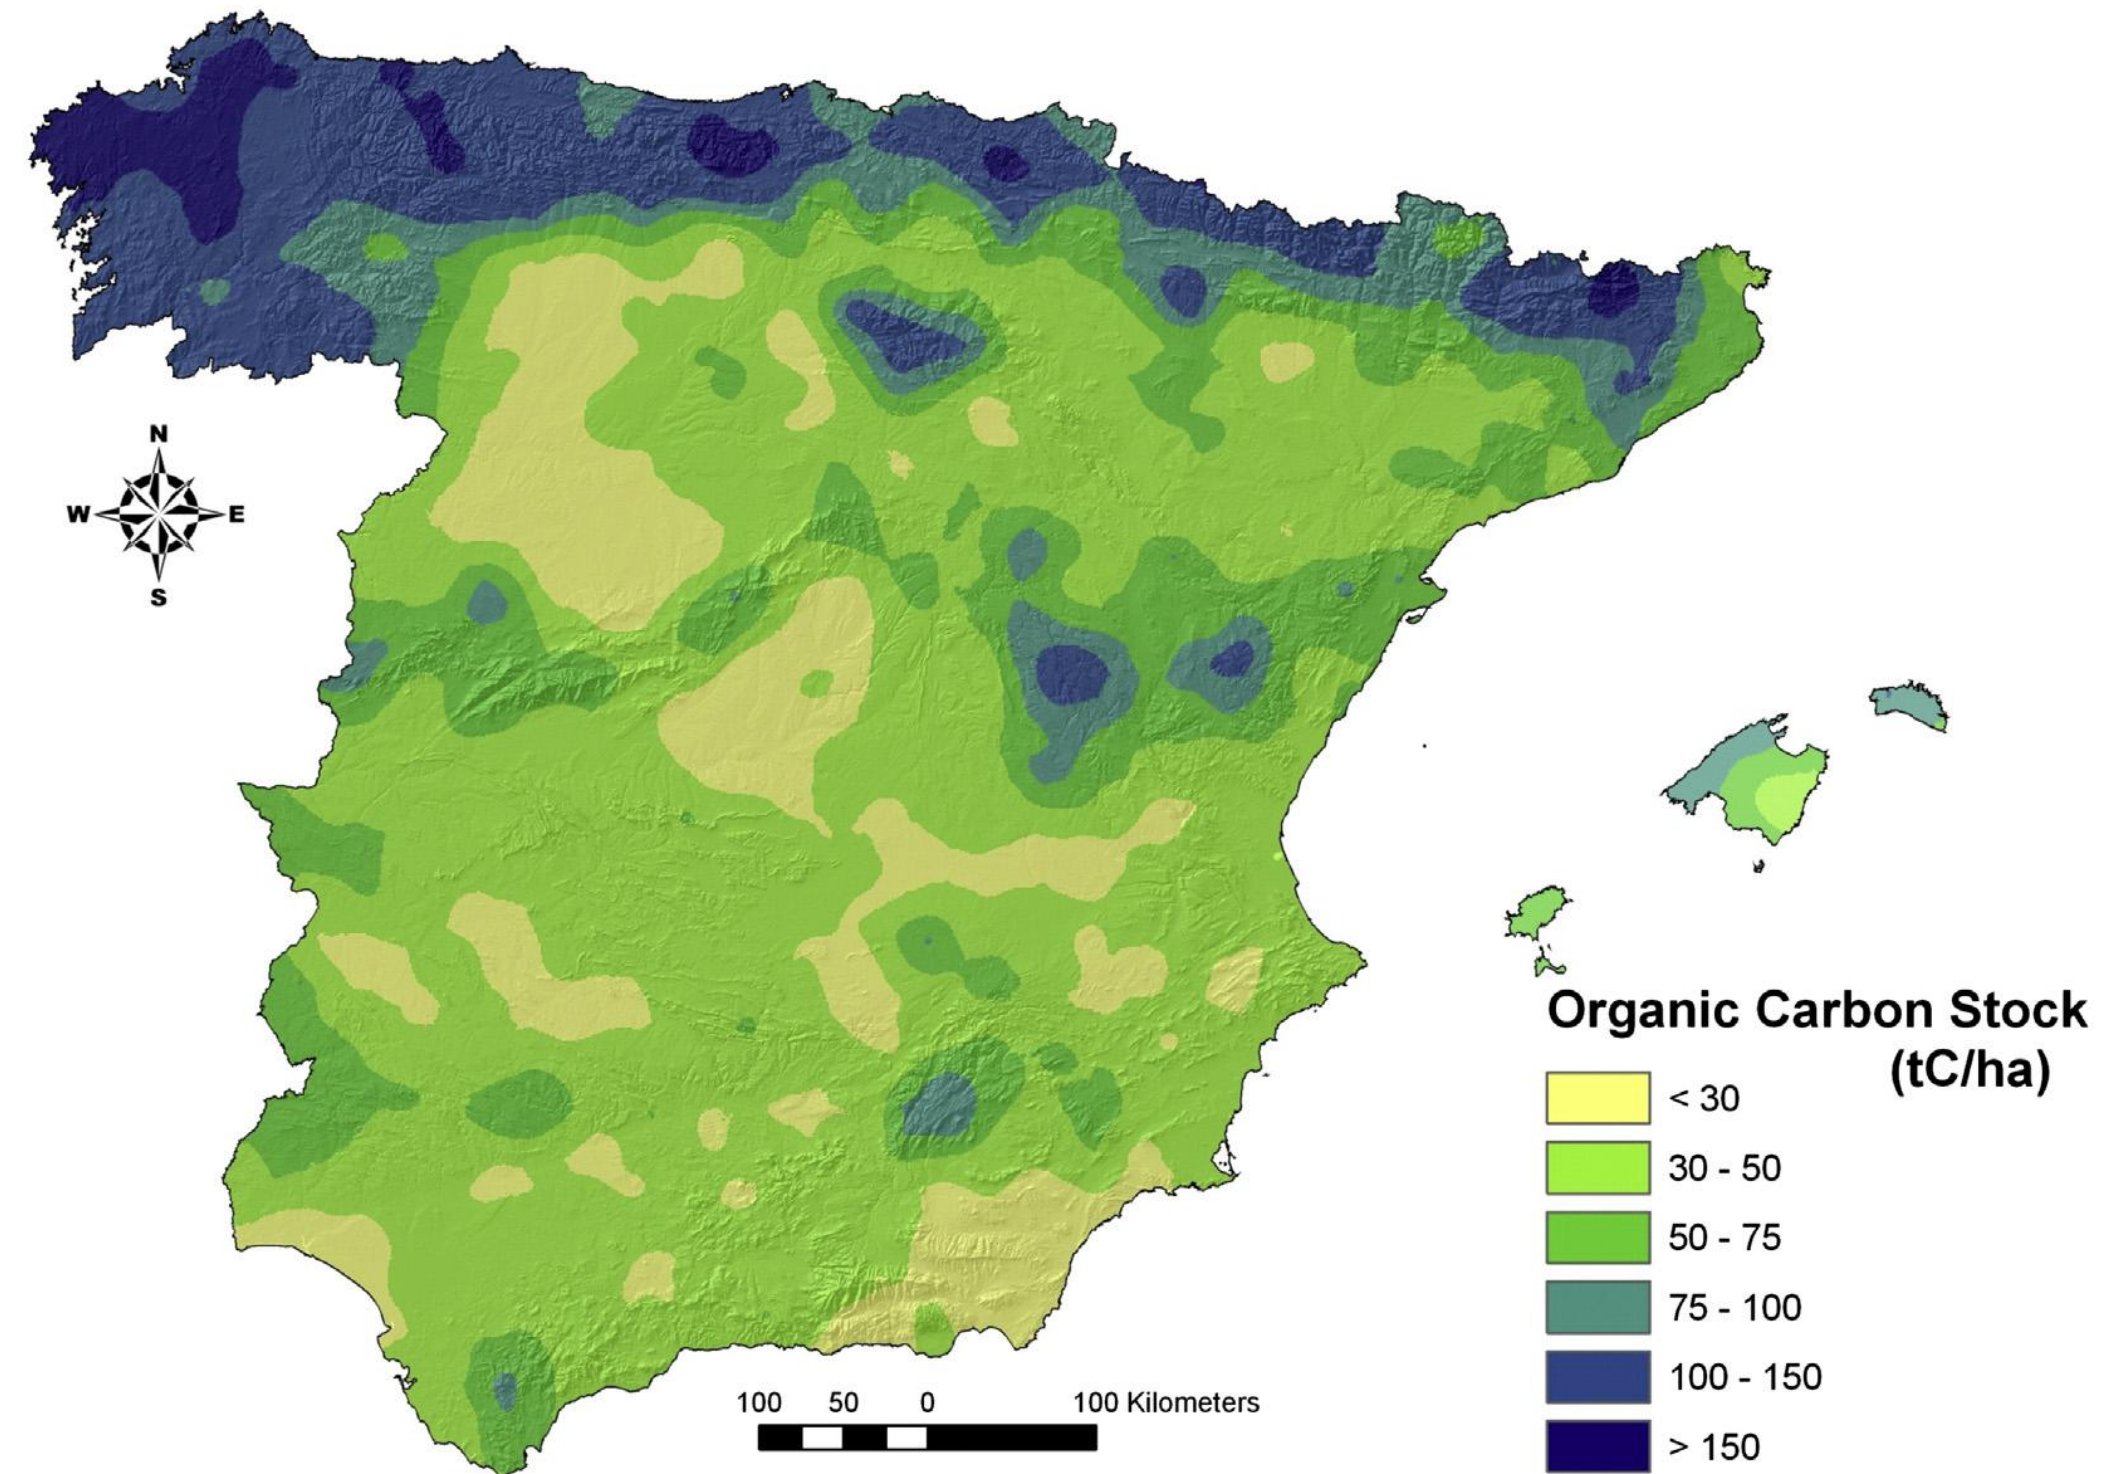 N
W E
S
Organic Carbon Stock
(tC/ha)
< 30
30 - 50
50 - 75
75 - 100
100 - 150
> 150
100 50 0 100 Kilometers